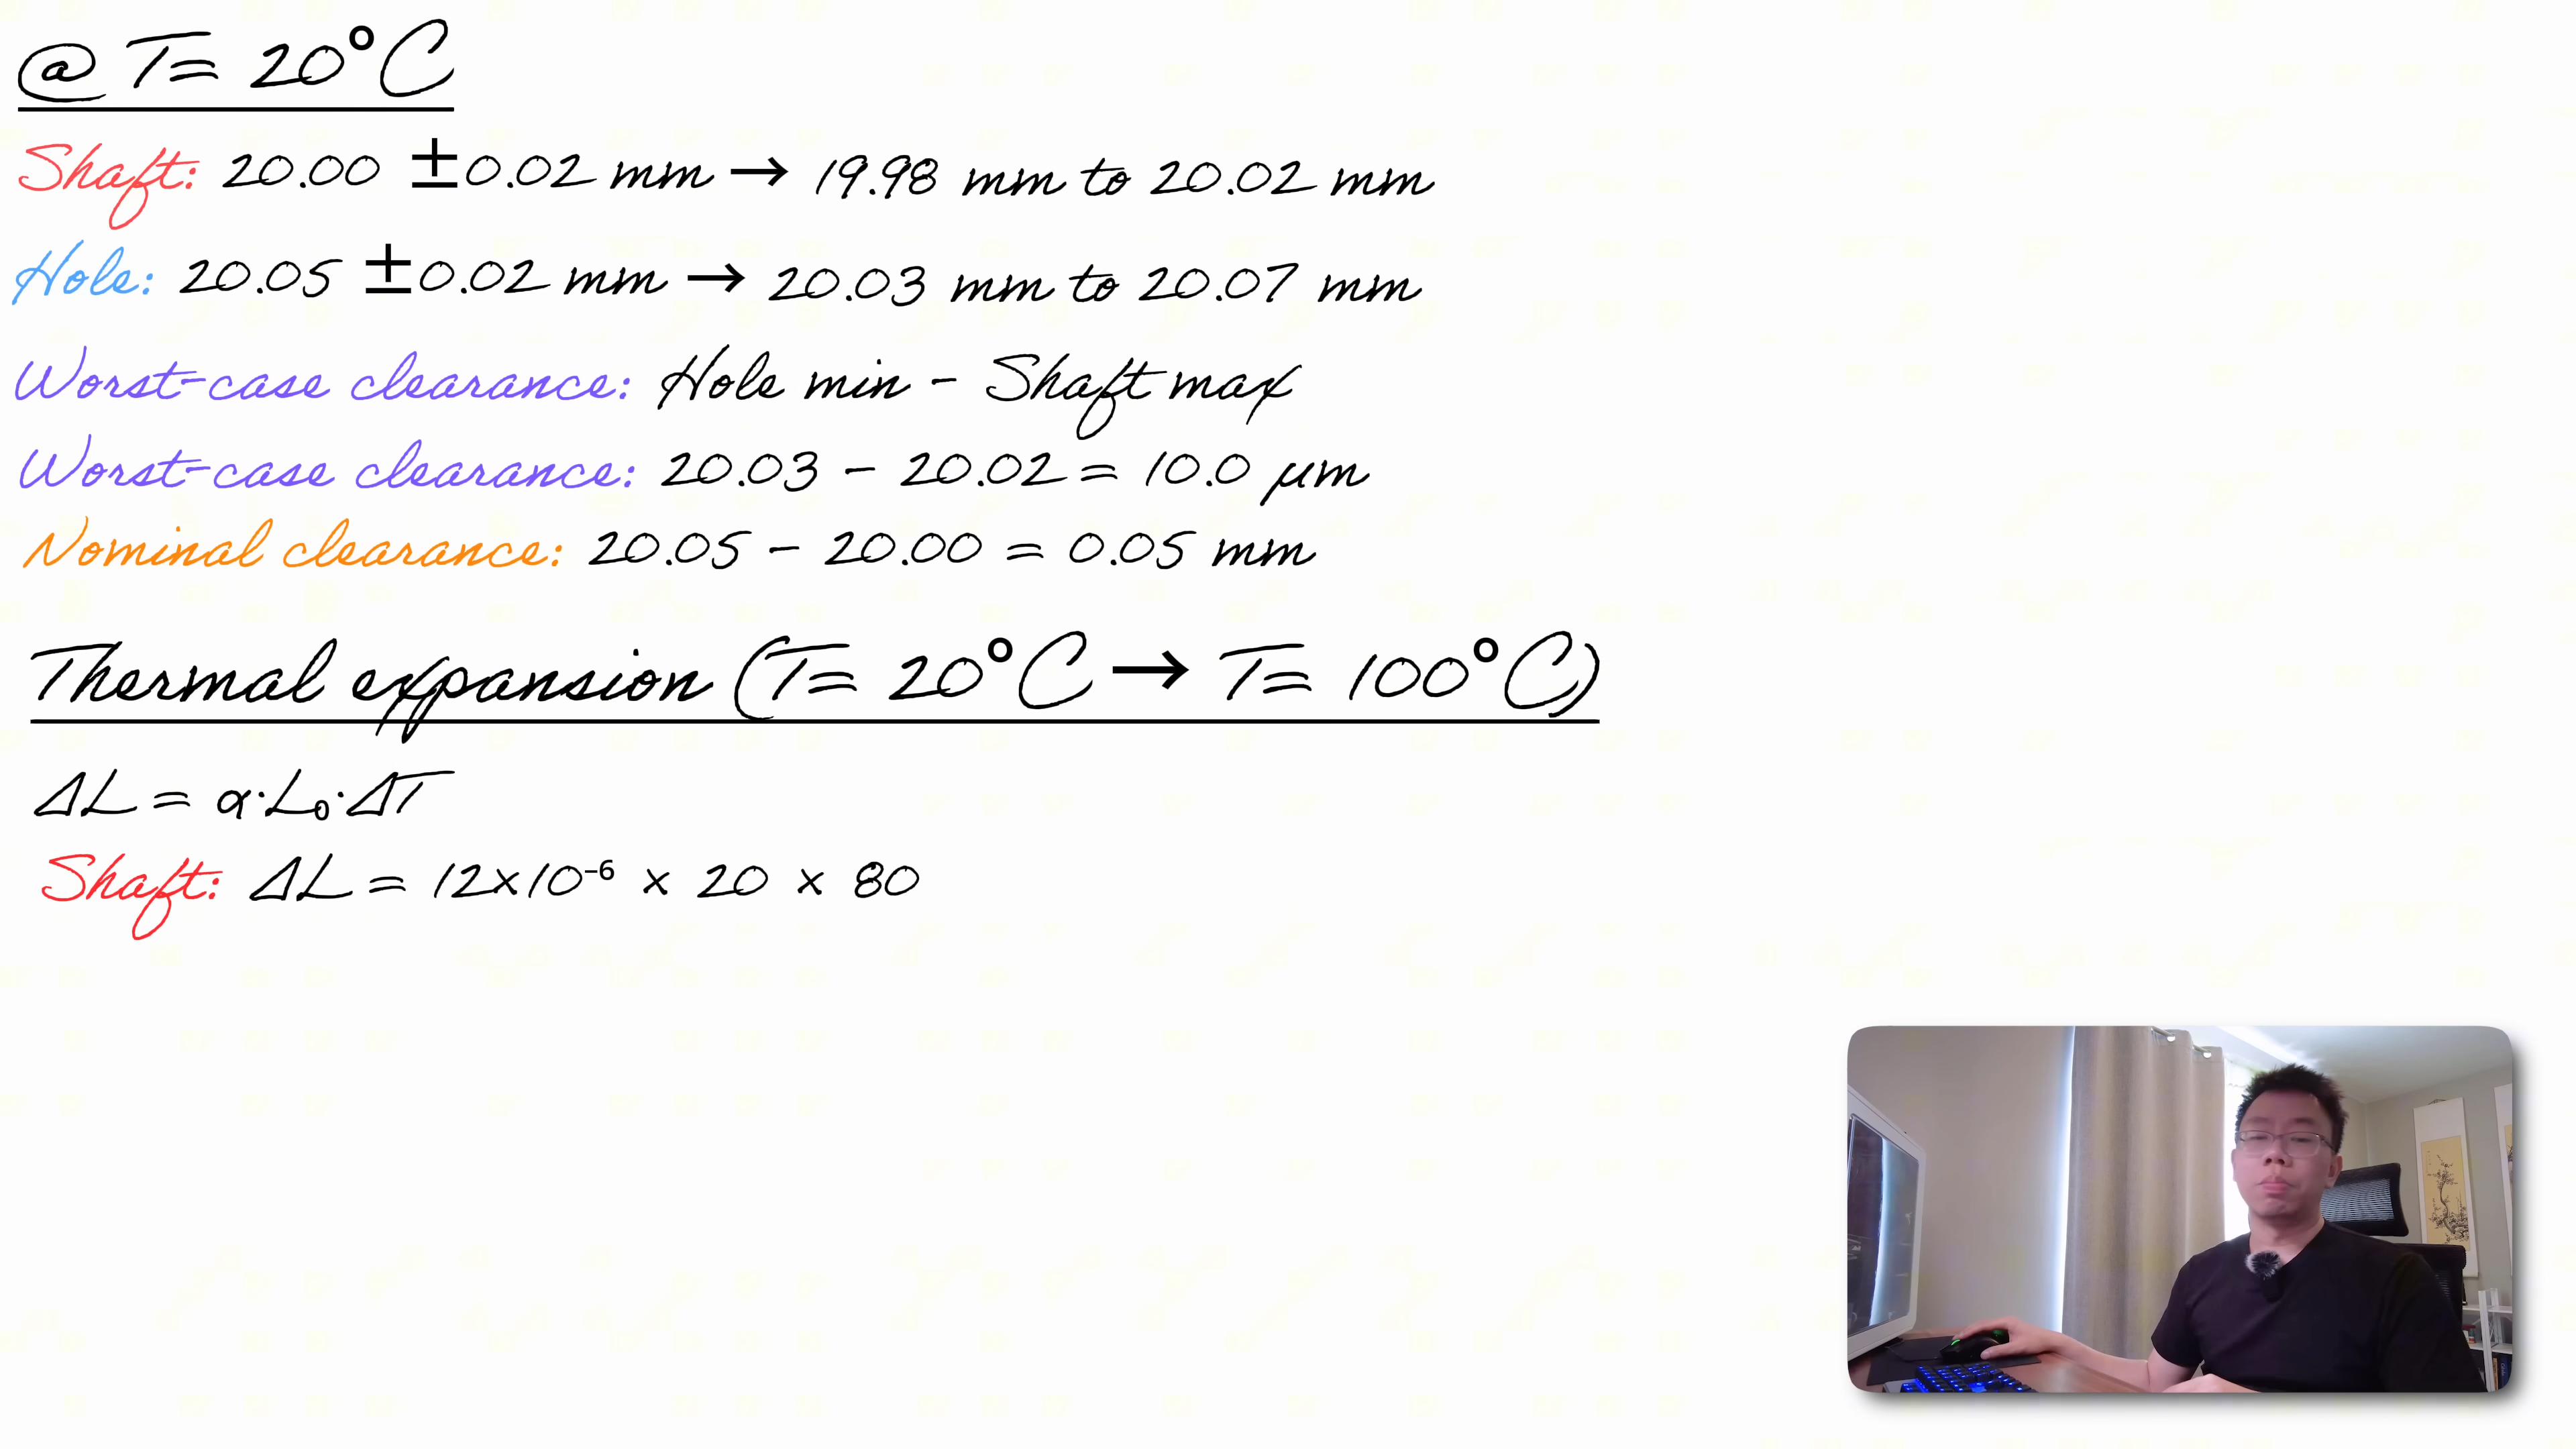 @ T= 20°C
Shaft: 20.00 ±0.02 mm → 19.98 mm to 20.02 mm
Hole: 20.05 ±0.02 mm → 20.03 mm to 20.07 mm
Worst-case clearance: Hole min - Shaft max
Worst-case clearance: 20.03 - 20.02 = 10.0 µm
Nominal clearance: 20.05 - 20.00 = 0.05 mm
Thermal expansion (T= 20°C → T= 100°C)
ΔL = α·L₀·ΔT
Shaft: ΔL = 12x10⁻⁶ x 20 x 80